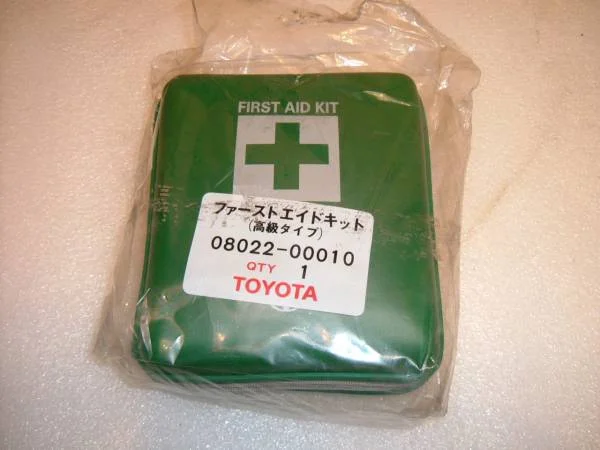 FIRST AID KIT
ファーストエイドキット
(高級タイプ)
08022-00010
QTY 1
TOYOTA